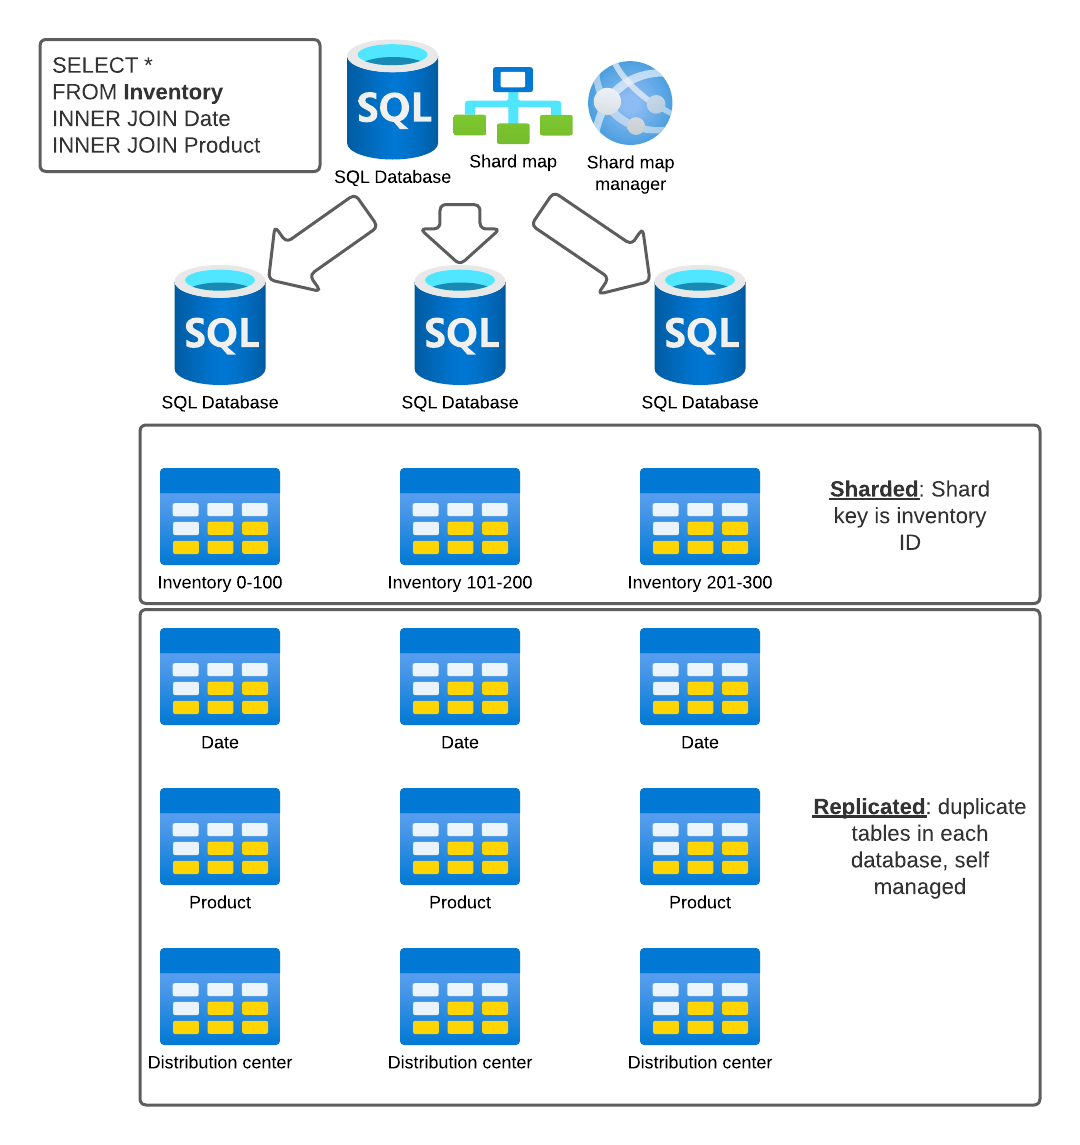 SELECT *
FROM Inventory
INNER JOIN Date
INNER JOIN Product
SQL
SQL Database
Shard map
Shard map
manager
SQL
SQL
SQL
SQL Database
SQL Database
SQL Database
Inventory 0-100
Inventory 101-200
Inventory 201-300
Sharded: Shard
key is inventory
ID
Date
Date
Date
Product
Product
Product
Replicated: duplicate
tables in each
database, self
managed
Distribution center
Distribution center
Distribution center